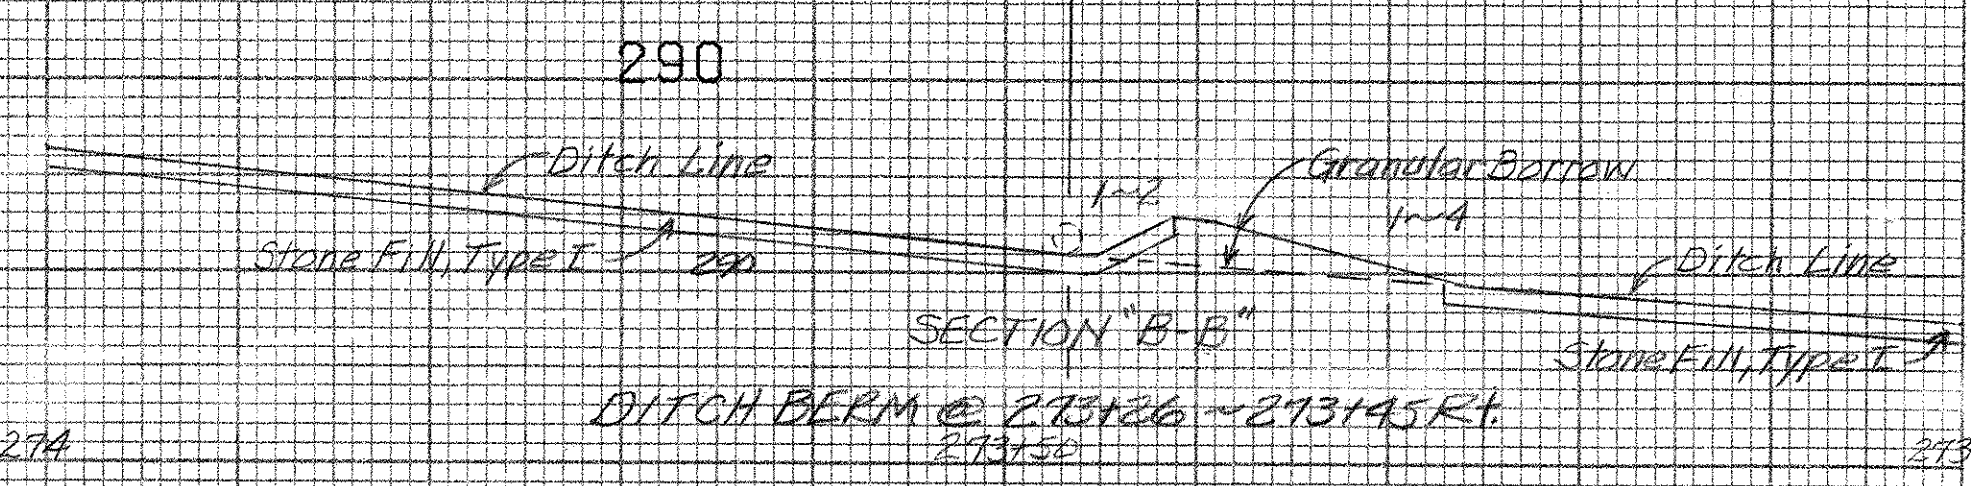 290
Ditch Line
Granular Borrow
1~2
1~4
Stone Fill, Type I
290
Ditch Line
SECTION "B-B"
Stone Fill, Type I
DITCH BERM @ 273+26 ~ 273+45 Rt.
274
273+50
273